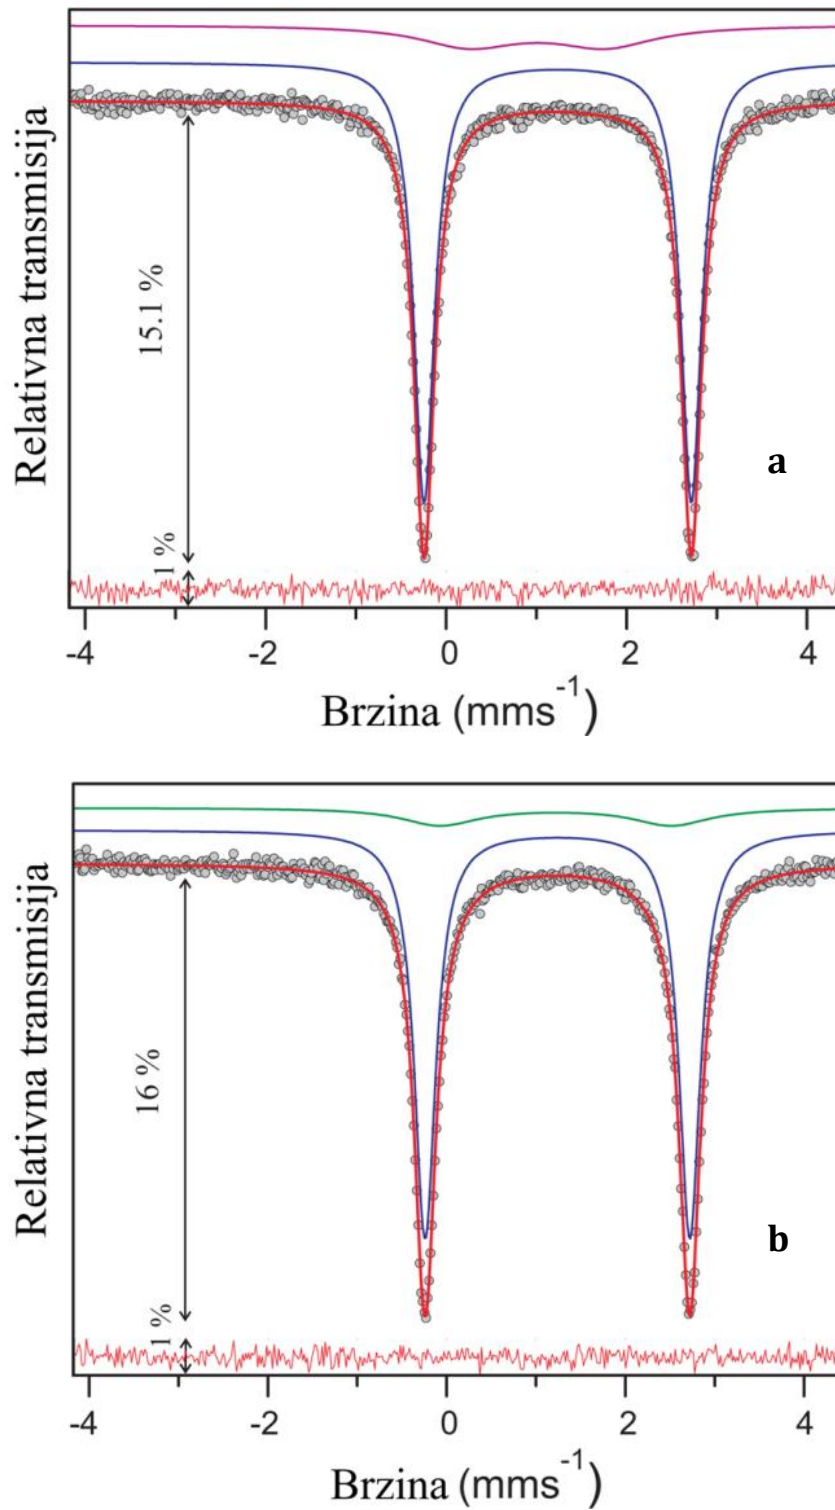 Relativna transmisija
15.1 %
1 %
a
-4 -2 0 2 4
Brzina (mms⁻¹)
Relativna transmisija
16 %
1 %
b
-4 -2 0 2 4
Brzina (mms⁻¹)